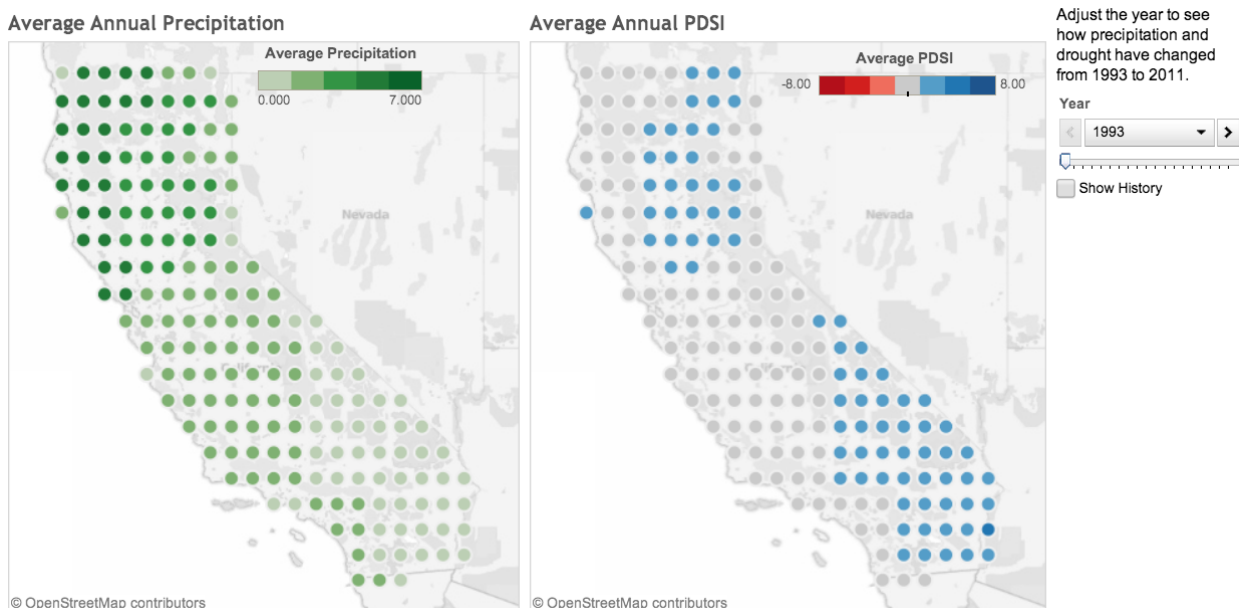 Average Annual Precipitation
Average Precipitation
0.000 7.000
Nevada
© OpenStreetMap contributors
Average Annual PDSI
Average PDSI
-8.00 8.00
Nevada
© OpenStreetMap contributors
Adjust the year to see
how precipitation and
drought have changed
from 1993 to 2011.
Year
1993
Show History